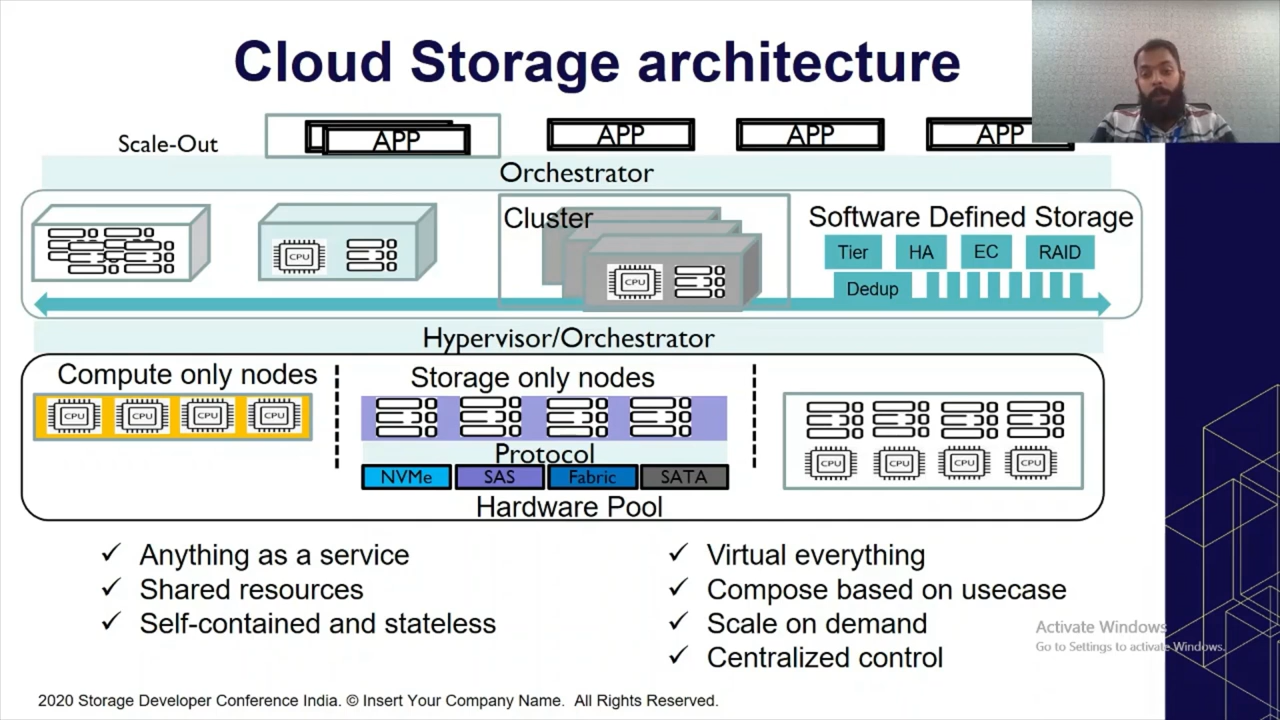 Cloud Storage architecture
Scale-Out
APP
APP
APP
APP
Orchestrator
Cluster
Software Defined Storage
CPU
CPU
Tier
HA
EC
RAID
Dedup
Hypervisor/Orchestrator
Compute only nodes
Storage only nodes
CPU
CPU
CPU
CPU
Protocol
NVMe
SAS
Fabric
SATA
CPU
CPU
CPU
CPU
Hardware Pool
✓ Anything as a service
✓ Shared resources
✓ Self-contained and stateless
✓ Virtual everything
✓ Compose based on usecase
✓ Scale on demand
✓ Centralized control
Activate Windows
Go to Settings to activate Windows.
2020 Storage Developer Conference India. © Insert Your Company Name. All Rights Reserved.